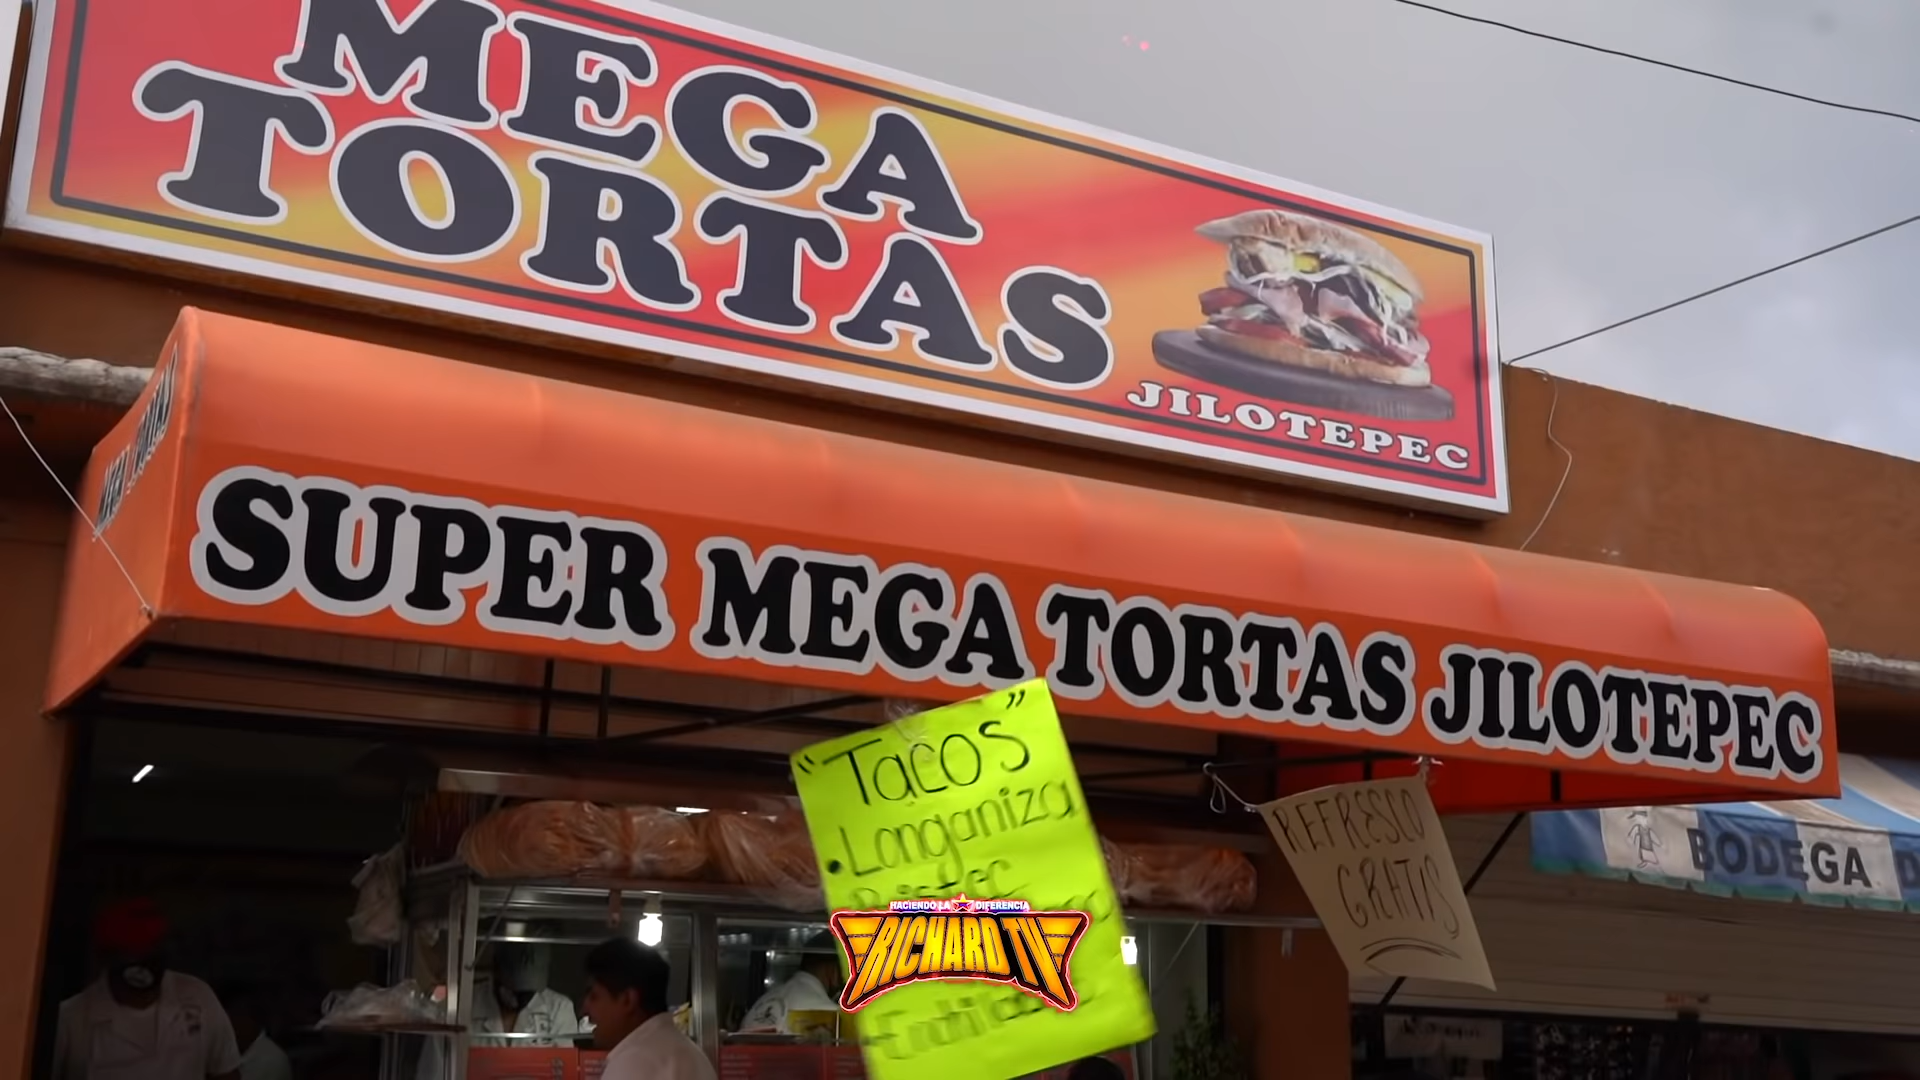 MEGA
TORTAS
JILOTEPEC
SUPER MEGA TORTAS JILOTEPEC
"Tacos"
• Longaniza
REFRESCO
GRATIS
BODEGA
HACIENDO LA DIFERENCIA
RICHARD TV